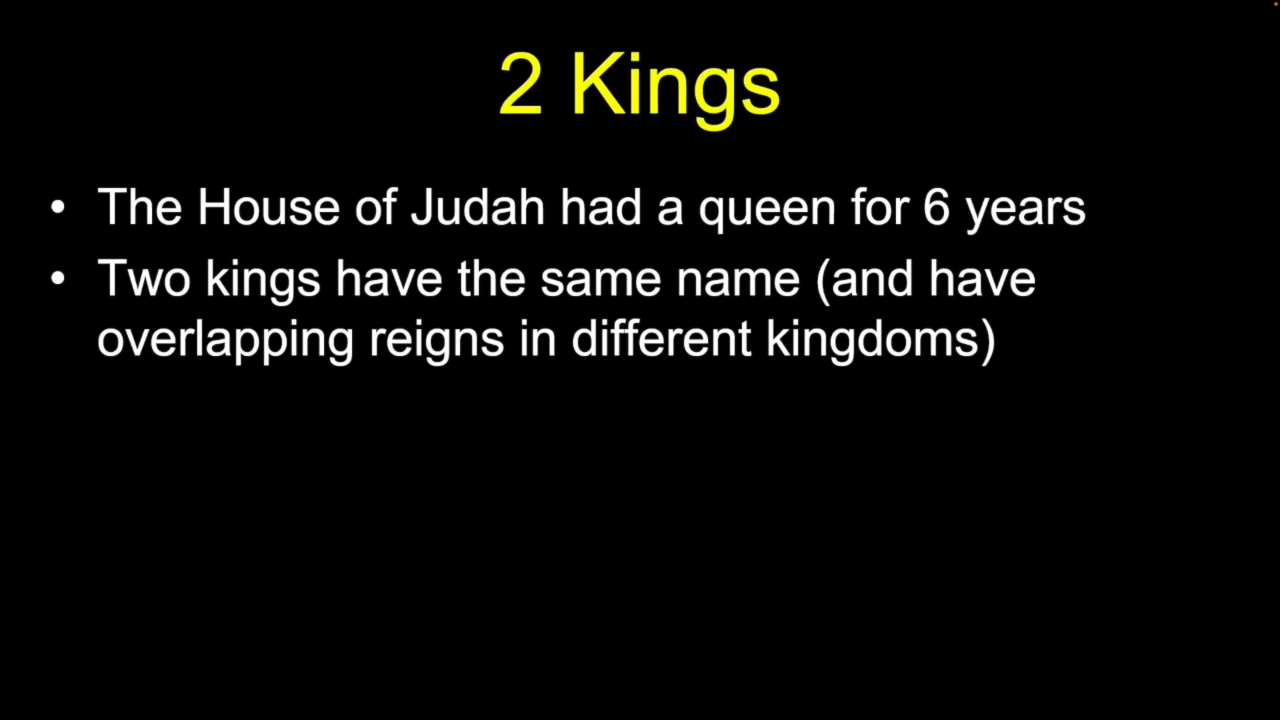 2 Kings
• The House of Judah had a queen for 6 years
• Two kings have the same name (and have
overlapping reigns in different kingdoms)